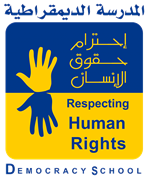 المدرسة الديمقراطية
إحترام
حقوق
الإنسان
Respecting
Human
Rights
DEMOCRACY SCHOOL